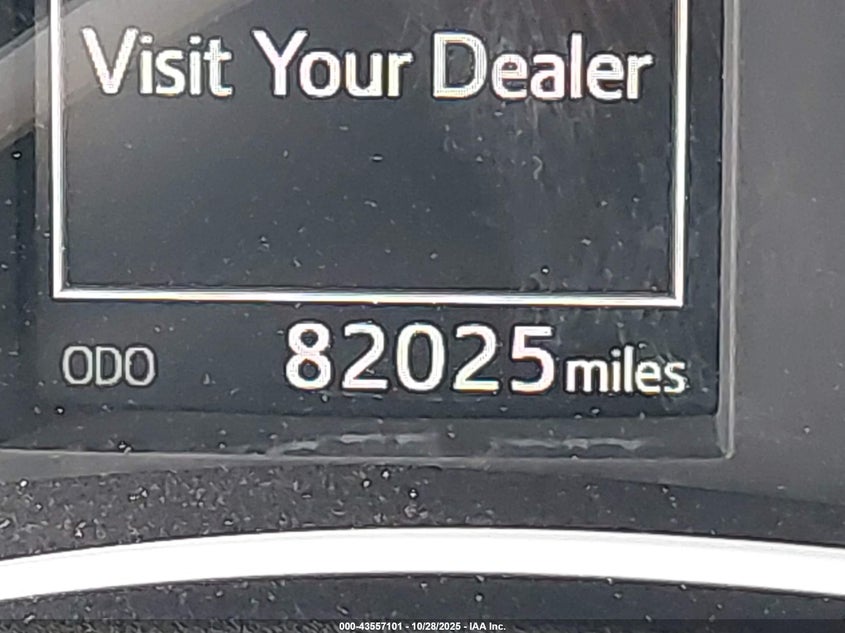 Visit Your Dealer
ODO 82025 miles
000-43557101 - 10/28/2025 - IAA Inc.